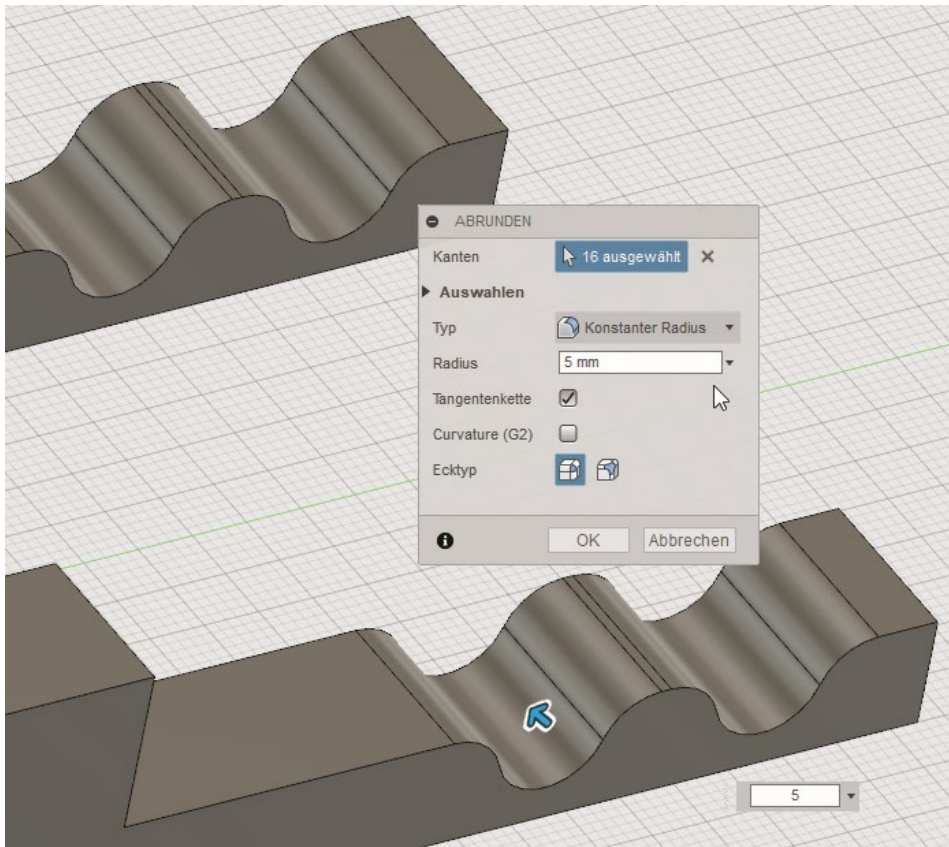 ABRUNDEN
Kanten 16 ausgewählt
Auswahlen
Typ Konstanter Radius
Radius 5 mm
Tangentenkette
Curvature (G2)
Ecktyp
OK Abbrechen
5